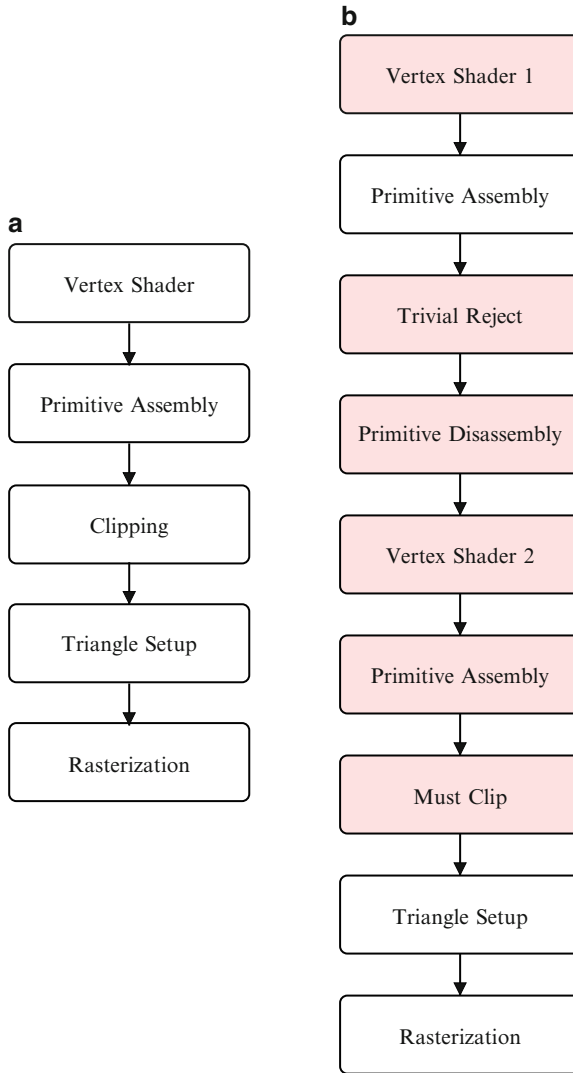 a
Vertex Shader
Primitive Assembly
Clipping
Triangle Setup
Rasterization
b
Vertex Shader 1
Primitive Assembly
Trivial Reject
Primitive Disassembly
Vertex Shader 2
Primitive Assembly
Must Clip
Triangle Setup
Rasterization